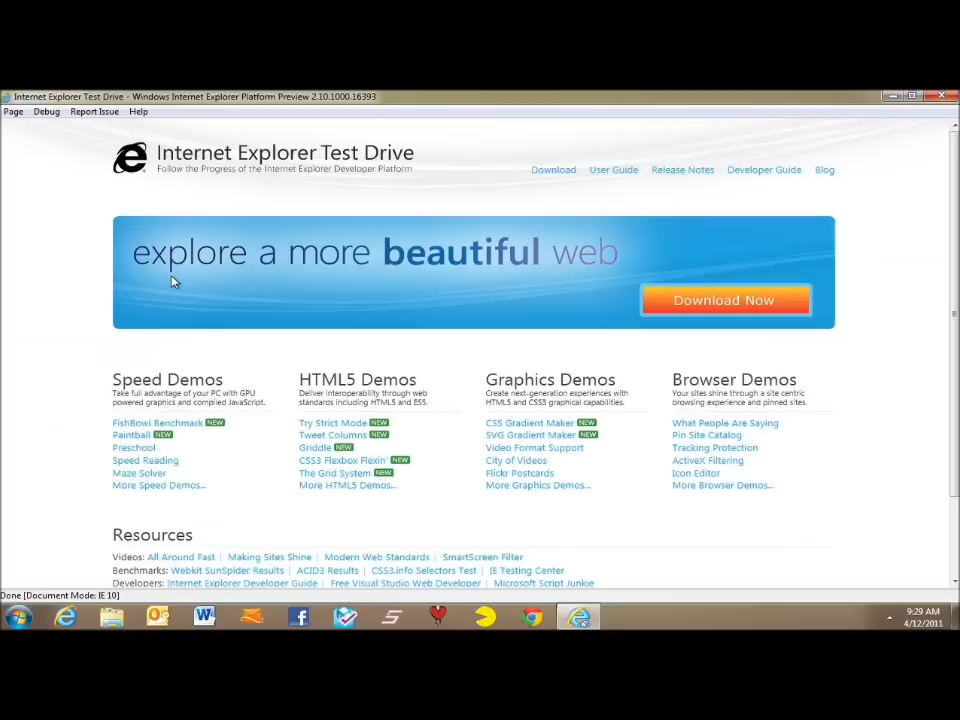 Internet Explorer Test Drive - Windows Internet Explorer Platform Preview 2.10.1000.16393
Page Debug Report Issue Help
Internet Explorer Test Drive
Follow the Progress of the Internet Explorer Developer Platform
Download User Guide Release Notes Developer Guide Blog
explore a more beautiful web
Download Now
Speed Demos
Take full advantage of your PC with GPU
powered graphics and compiled JavaScript.
FishBowl Benchmark NEW
Paintball NEW
Preschool
Speed Reading
Maze Solver
More Speed Demos...
HTML5 Demos
Deliver interoperability through web
standards including HTML5 and ES5.
Try Strict Mode NEW
Tweet Columns NEW
Griddle NEW
CSS3 Flexbox Flexin' NEW
The Grid System NEW
More HTML5 Demos...
Graphics Demos
Create next-generation experiences with
HTML5 and CSS3 graphical capabilities.
CSS Gradient Maker NEW
SVG Gradient Maker NEW
Video Format Support
City of Videos
Flickr Postcards
More Graphics Demos...
Browser Demos
Your sites shine through a site centric
browsing experience and pinned sites.
What People Are Saying
Pin Site Catalog
Tracking Protection
ActiveX Filtering
Icon Editor
More Browser Demos...
Resources
Videos: All Around Fast | Making Sites Shine | Modern Web Standards | SmartScreen Filter
Benchmarks: Webkit SunSpider Results | ACID3 Results | CSS3.info Selectors Test | IE Testing Center
Developers: Internet Explorer Developer Guide | Free Visual Studio Web Developer | Microsoft Script Junkie
Done [Document Mode: IE 10]
9:29 AM
4/12/2011